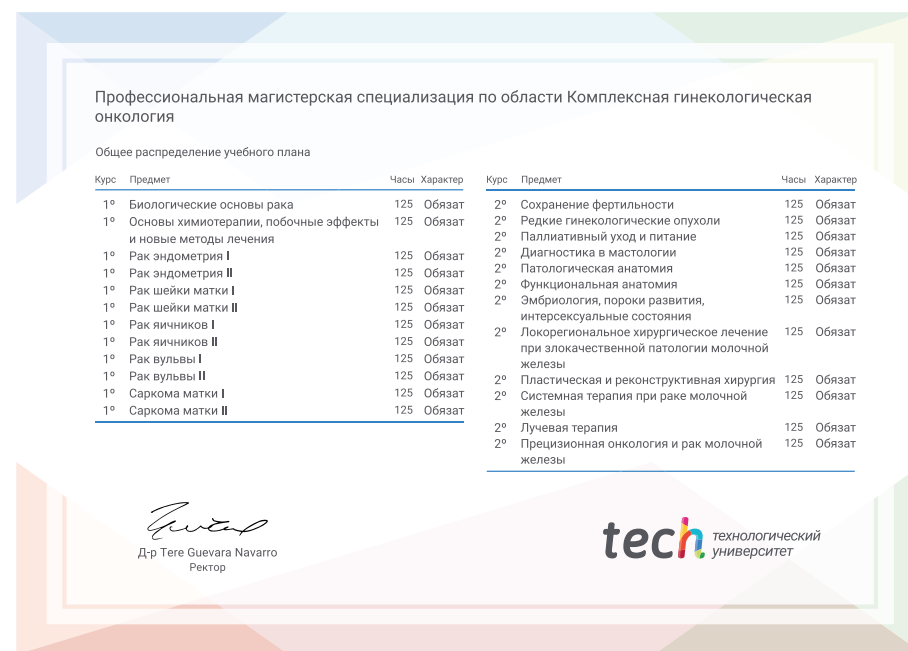 Профессиональная магистерская специализация по области Комплексная гинекологическая
онкология
Общее распределение учебного плана
Курс Предмет Часы Характер
1º Биологические основы рака 125 Обязат
1º Основы химиотерапии, побочные эффекты 125 Обязат
и новые методы лечения
1º Рак эндометрия I 125 Обязат
1º Рак эндометрия II 125 Обязат
1º Рак шейки матки I 125 Обязат
1º Рак шейки матки II 125 Обязат
1º Рак яичников I 125 Обязат
1º Рак яичников II 125 Обязат
1º Рак вульвы I 125 Обязат
1º Рак вульвы II 125 Обязат
1º Саркома матки I 125 Обязат
1º Саркома матки II 125 Обязат
Курс Предмет Часы Характер
2º Сохранение фертильности 125 Обязат
2º Редкие гинекологические опухоли 125 Обязат
2º Паллиативный уход и питание 125 Обязат
2º Диагностика в мастологии 125 Обязат
2º Патологическая анатомия 125 Обязат
2º Функциональная анатомия 125 Обязат
2º Эмбриология, пороки развития, 125 Обязат
интерсексуальные состояния
2º Локорегиональное хирургическое лечение 125 Обязат
при злокачественной патологии молочной
железы
2º Пластическая и реконструктивная хирургия 125 Обязат
2º Системная терапия при раке молочной 125 Обязат
железы
2º Лучевая терапия 125 Обязат
2º Прецизионная онкология и рак молочной 125 Обязат
железы
Д-р Tere Guevara Navarro
Ректор
tech технологический
университет